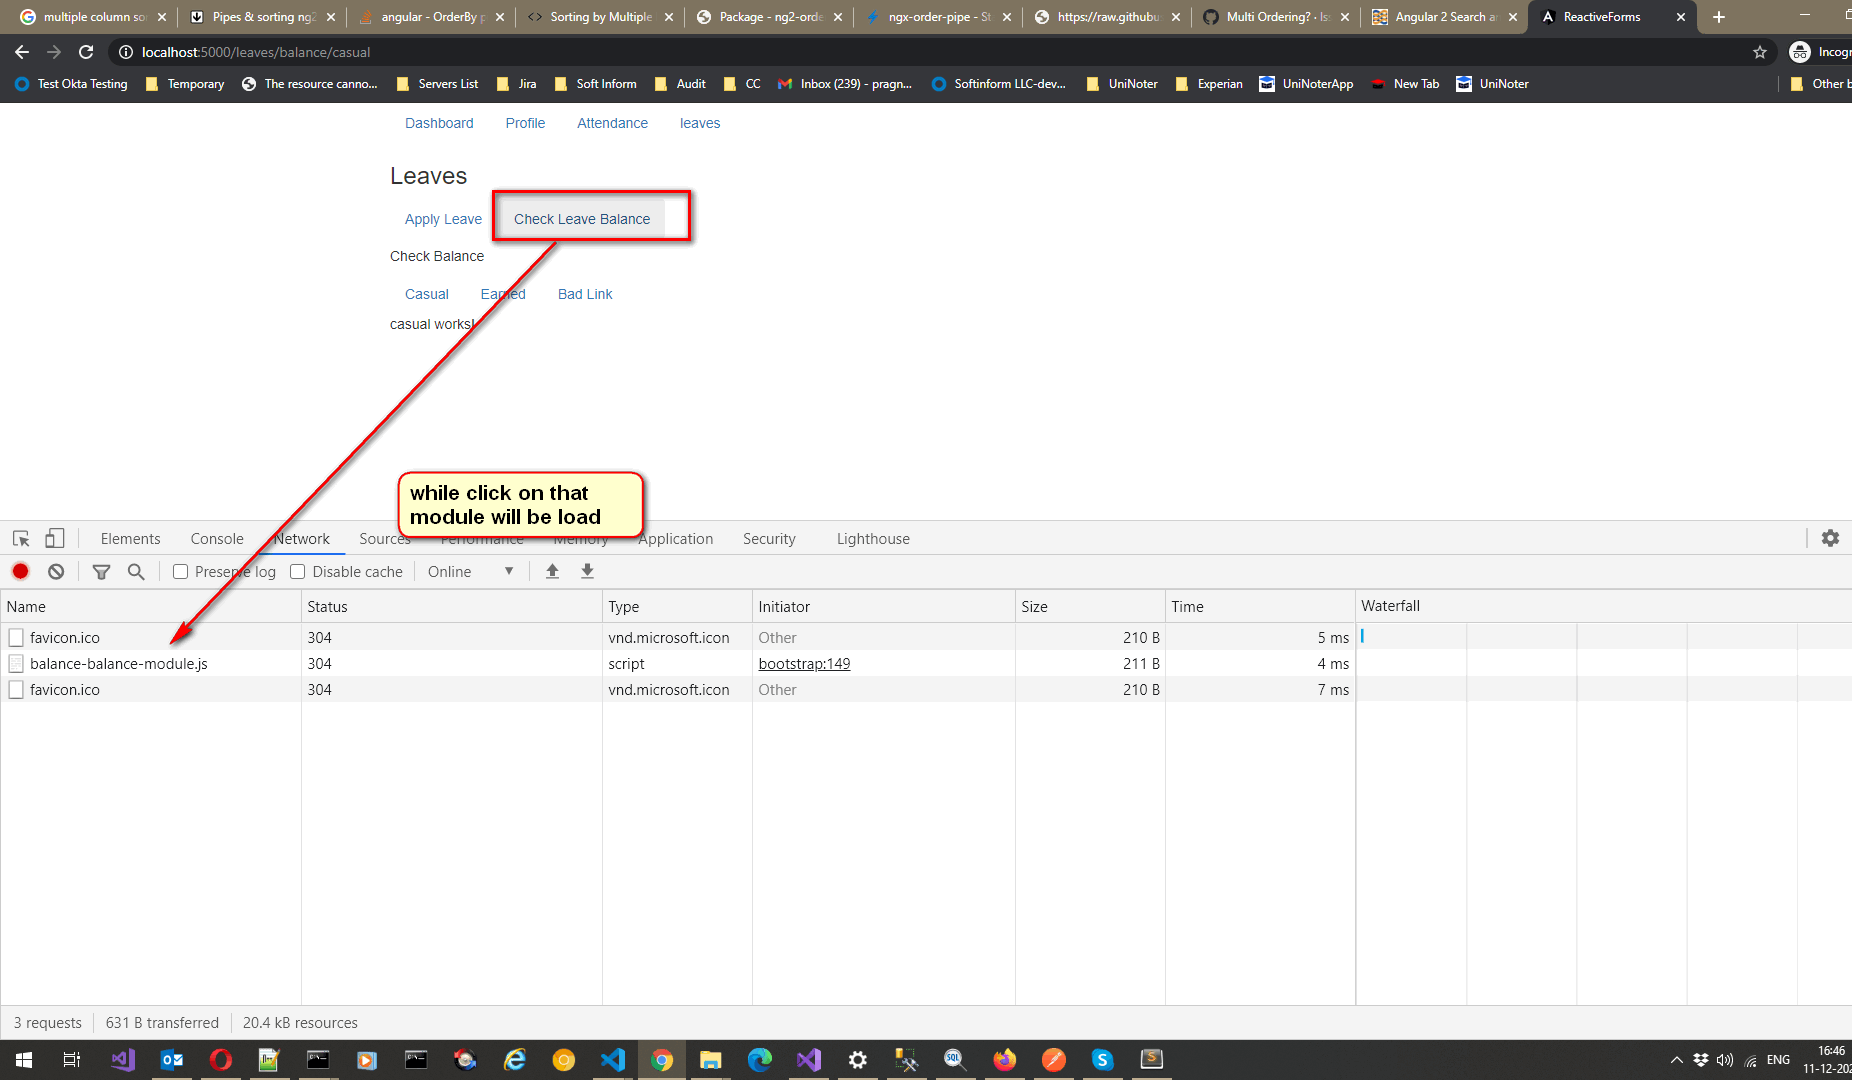 multiple column sor
Pipes & sorting ng2
angular - OrderBy p
Sorting by Multiple
Package - ng2-orde
ngx-order-pipe - St
https://raw.githubu
Multi Ordering? · Is
Angular 2 Search an
ReactiveForms
localhost:5000/leaves/balance/casual
Incogn
Test Okta Testing
Temporary
The resource canno...
Servers List
Jira
Soft Inform
Audit
CC
Inbox (239) - pragn...
Softinform LLC-dev...
UniNoter
Experian
UniNoterApp
New Tab
UniNoter
Other b
Dashboard Profile Attendance leaves
Leaves
Apply Leave Check Leave Balance
Check Balance
Casual Earned Bad Link
casual works!
while click on that
module will be load
Elements Console Network Sources Performance Memory Application Security Lighthouse
Preserve log Disable cache Online
Name Status Type Initiator Size Time Waterfall
favicon.ico 304 vnd.microsoft.icon Other 210 B 5 ms
balance-balance-module.js 304 script bootstrap:149 211 B 4 ms
favicon.ico 304 vnd.microsoft.icon Other 210 B 7 ms
3 requests 631 B transferred 20.4 kB resources
ENG
16:46
11-12-202